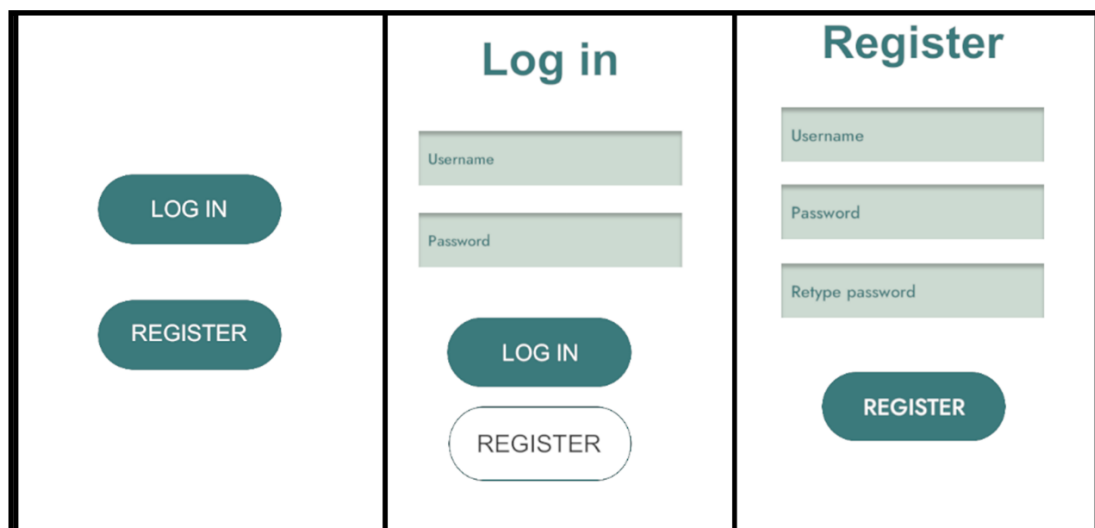 LOG IN
REGISTER
Log in
Username
Password
LOG IN
REGISTER
Register
Username
Password
Retype password
REGISTER